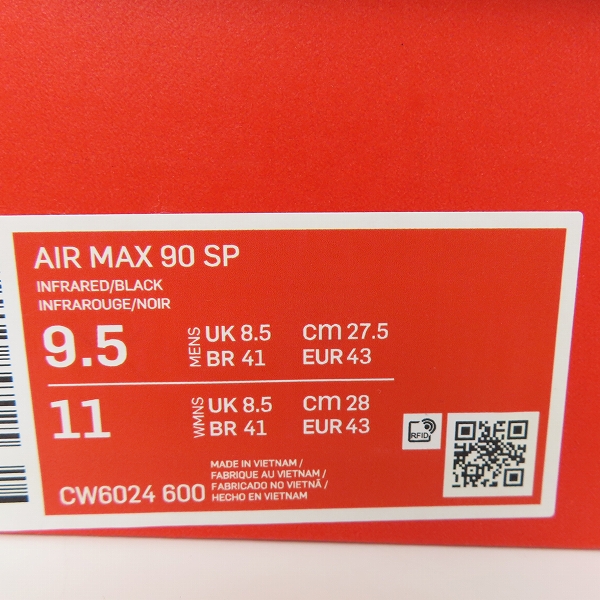 AIR MAX 90 SP
INFRARED/BLACK
INFRAROUGE/NOIR
9.5 MENS UK 8.5 cm 27.5
BR 41 EUR 43
11 WMNS UK 8.5 cm 28
BR 41 EUR 43
RFID
MADE IN VIETNAM /
FABRIQUE AU VIETNAM /
FABRICADO NO VIETNÃ /
HECHO EN VIETNAM
CW6024 600